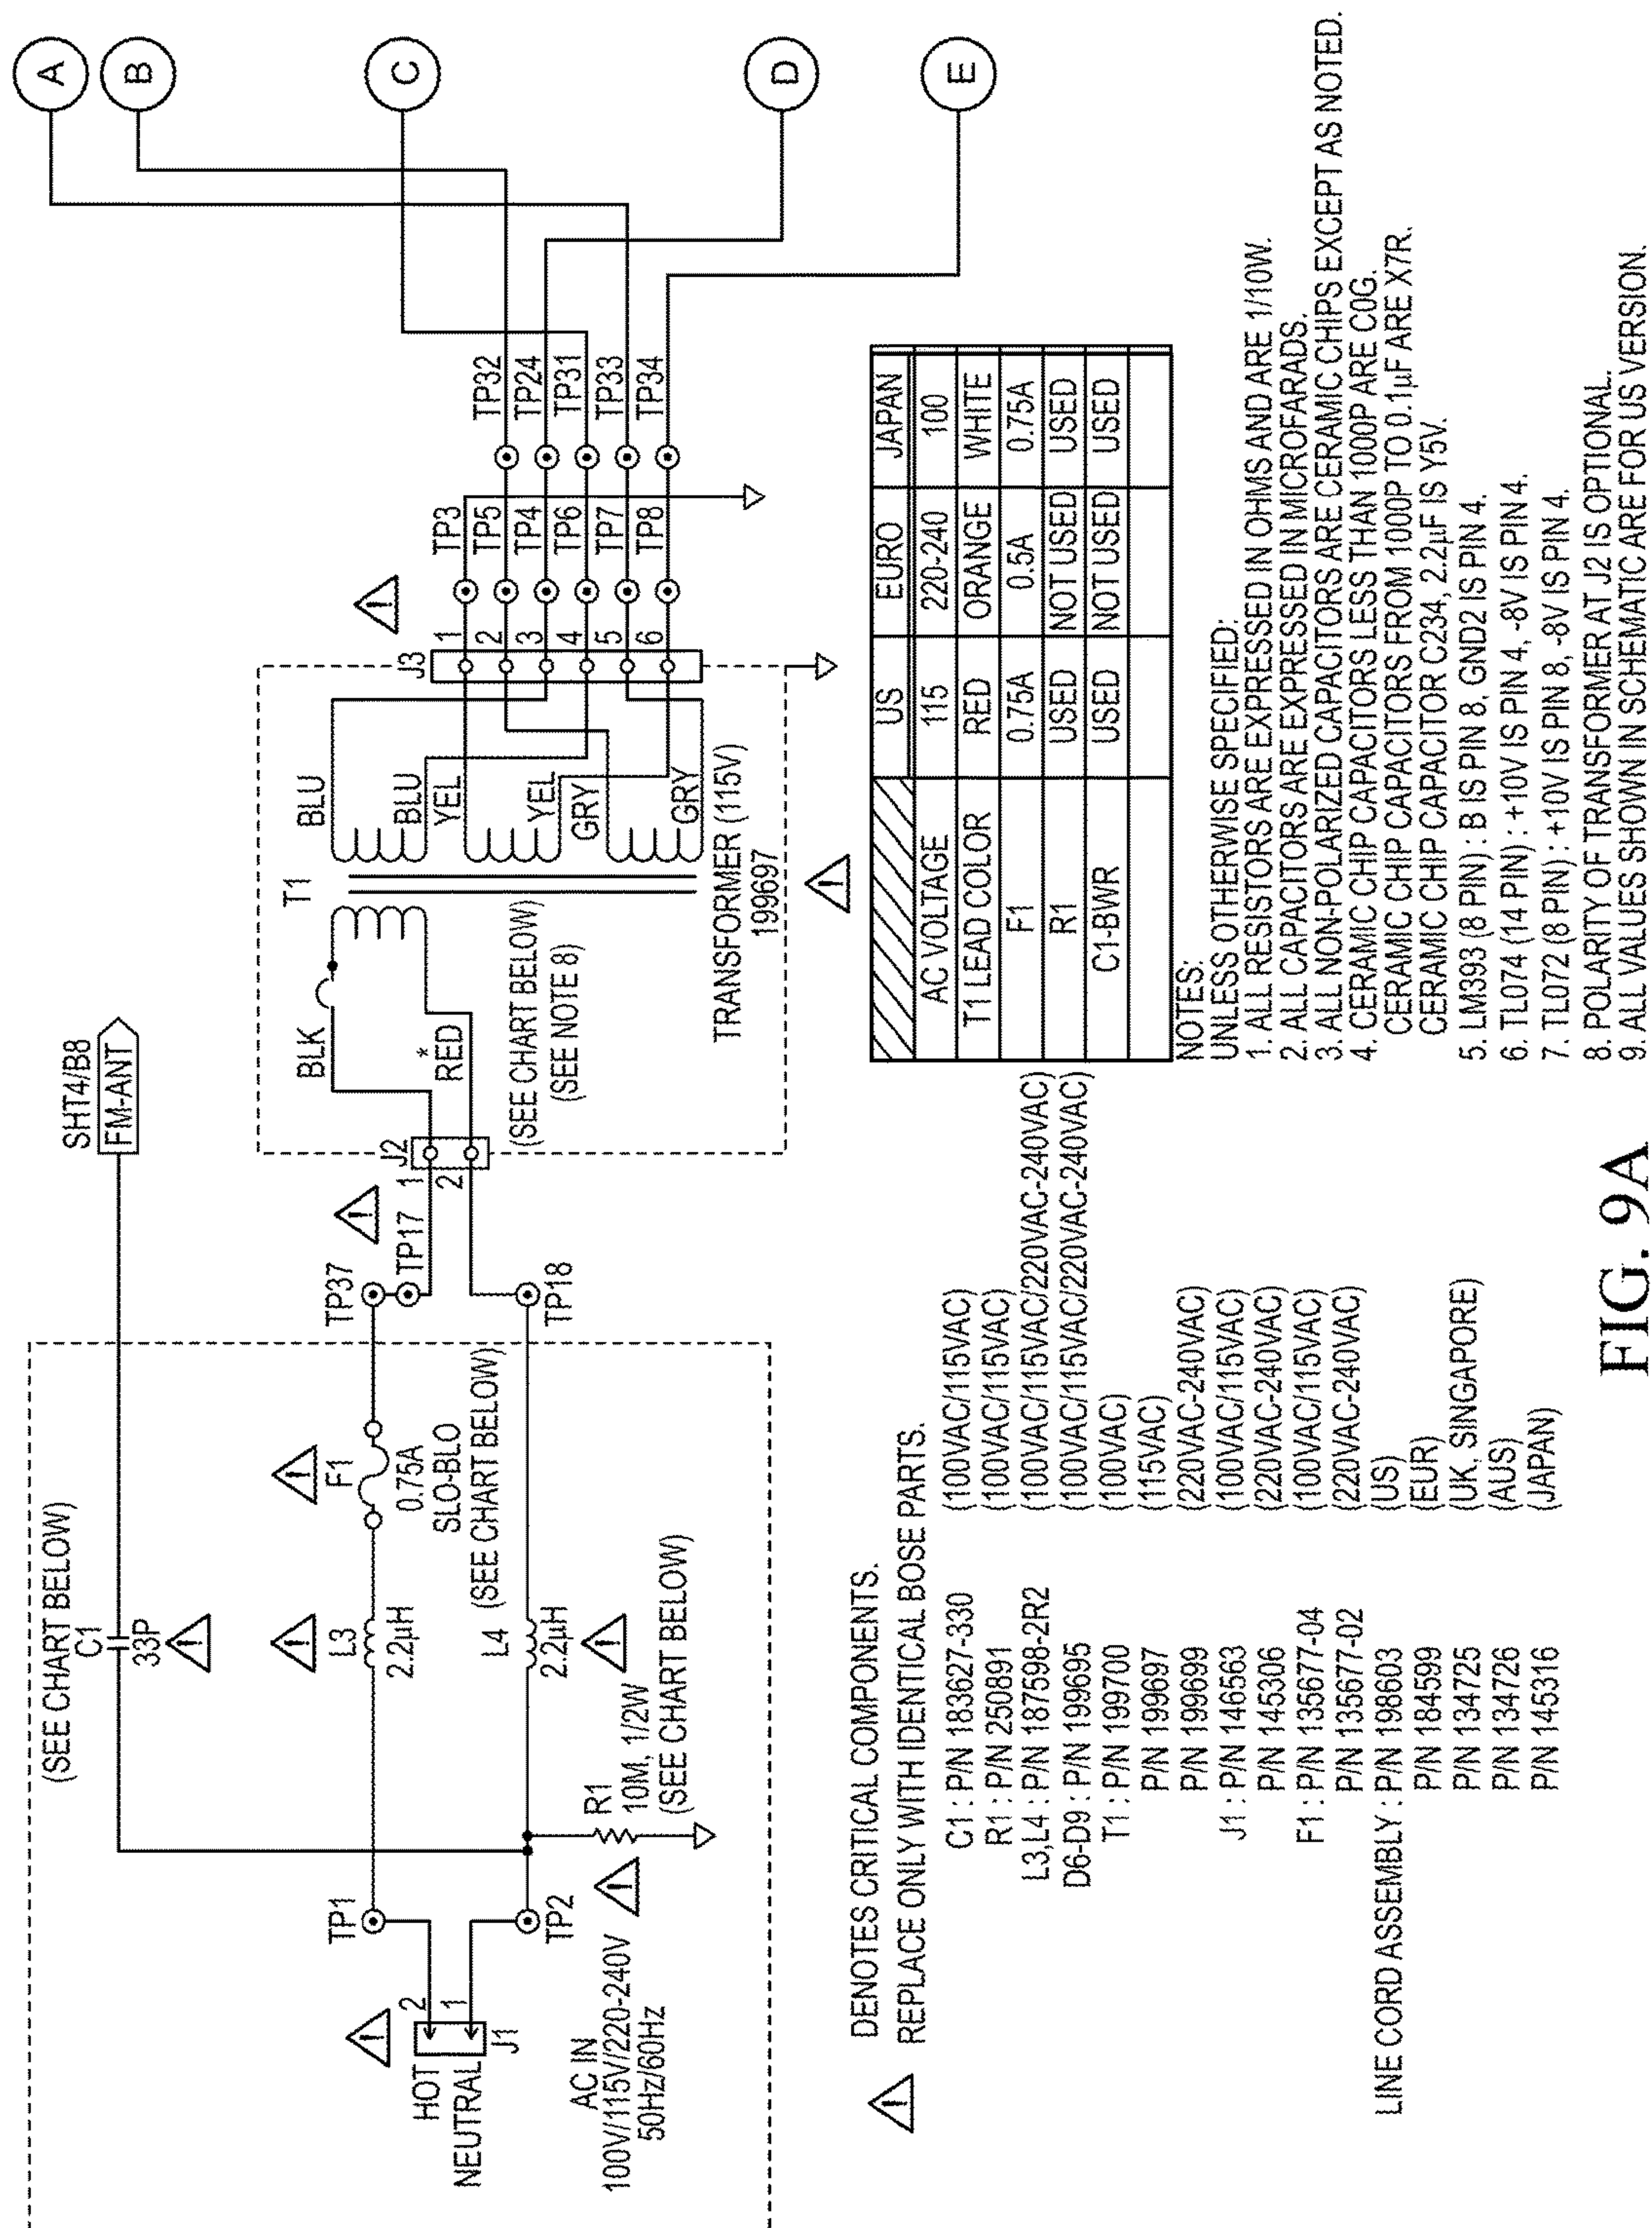 (SEE CHART BELOW)
C1
33P
SHT4/B8
FM-ANT
HOT
NEUTRAL
2
1
J1
AC IN
100V/115V/220-240V
50Hz/60Hz
TP1
TP2
R1
10M, 1/2W
(SEE CHART BELOW)
L3
2.2µH
L4
2.2µH
F1
0.75A
SLO-BLO
(SEE CHART BELOW)
TP37
TP17
TP18
J2
1
2
BLK
*
RED
(SEE CHART BELOW)
(SEE NOTE 8)
T1
BLU
BLU
YEL
YEL
GRY
GRY
TRANSFORMER (115V)
199697
J3
1
2
3
4
5
6
TP3
TP5
TP4
TP6
TP7
TP8
TP32
TP24
TP31
TP33
TP34
A
B
C
D
E
DENOTES CRITICAL COMPONENTS.
REPLACE ONLY WITH IDENTICAL BOSE PARTS.
C1 : P/N 183627-330 (100VAC/115VAC)
R1 : P/N 250891 (100VAC/115VAC)
L3,L4 : P/N 187598-2R2 (100VAC/115VAC/220VAC-240VAC)
D6-D9 : P/N 199695 (100VAC/115VAC/220VAC-240VAC)
T1 : P/N 199700 (100VAC)
P/N 199697 (115VAC)
P/N 199699 (220VAC-240VAC)
J1 : P/N 146563 (100VAC/115VAC)
P/N 145306 (220VAC-240VAC)
F1 : P/N 135677-04 (100VAC/115VAC)
P/N 135677-02 (220VAC-240VAC)
LINE CORD ASSEMBLY : P/N 198603 (US)
P/N 184599 (EUR)
P/N 134725 (UK, SINGAPORE)
P/N 134726 (AUS)
P/N 145316 (JAPAN)
US EURO JAPAN
AC VOLTAGE 115 220-240 100
T1 LEAD COLOR RED ORANGE WHITE
F1 0.75A 0.5A 0.75A
R1 USED NOT USED USED
C1-BWR USED NOT USED USED
NOTES:
UNLESS OTHERWISE SPECIFIED:
1. ALL RESISTORS ARE EXPRESSED IN OHMS AND ARE 1/10W.
2. ALL CAPACITORS ARE EXPRESSED IN MICROFARADS.
3. ALL NON-POLARIZED CAPACITORS ARE CERAMIC CHIPS EXCEPT AS NOTED.
4. CERAMIC CHIP CAPACITORS LESS THAN 1000P ARE C0G.
CERAMIC CHIP CAPACITORS FROM 1000P TO 0.1µF ARE X7R.
CERAMIC CHIP CAPACITOR C234, 2.2µF IS Y5V.
5. LM393 (8 PIN) : B IS PIN 8, GND2 IS PIN 4.
6. TL074 (14 PIN) : +10V IS PIN 4, -8V IS PIN 4.
7. TL072 (8 PIN) : +10V IS PIN 8, -8V IS PIN 4.
8. POLARITY OF TRANSFORMER AT J2 IS OPTIONAL.
9. ALL VALUES SHOWN IN SCHEMATIC ARE FOR US VERSION.
FIG. 9A